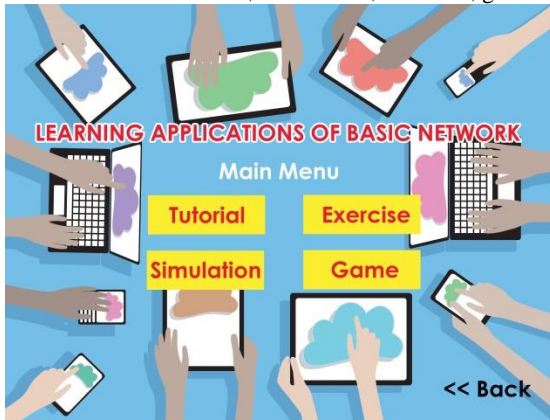 LEARNING APPLICATIONS OF BASIC NETWORK
Main Menu
Tutorial
Exercise
Simulation
Game
<< Back